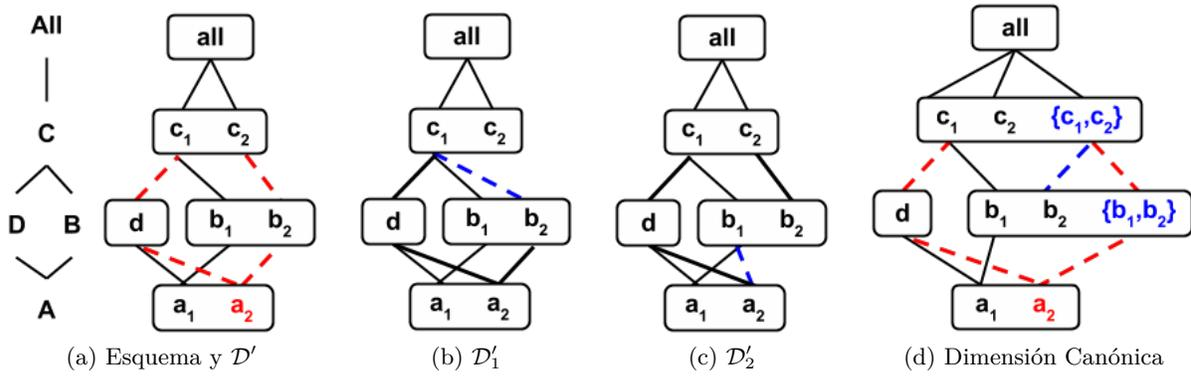 All
C
D B
A
all
c1 c2
d b1 b2
a1 a2
(a) Esquema y D′
all
c1 c2
d b1 b2
a1 a2
(b) D′1
all
c1 c2
d b1 b2
a1 a2
(c) D′2
all
c1 c2 {c1,c2}
d b1 b2 {b1,b2}
a1 a2
(d) Dimensión Canónica